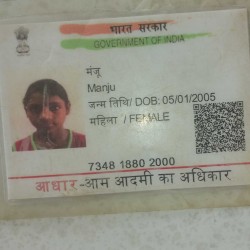 भारत सरकार
GOVERNMENT OF INDIA
मंजू
Manju
जन्म तिथि/ DOB: 05/01/2005
महिला / FEMALE
7348 1880 2000
आधार-आम आदमी का अधिकार